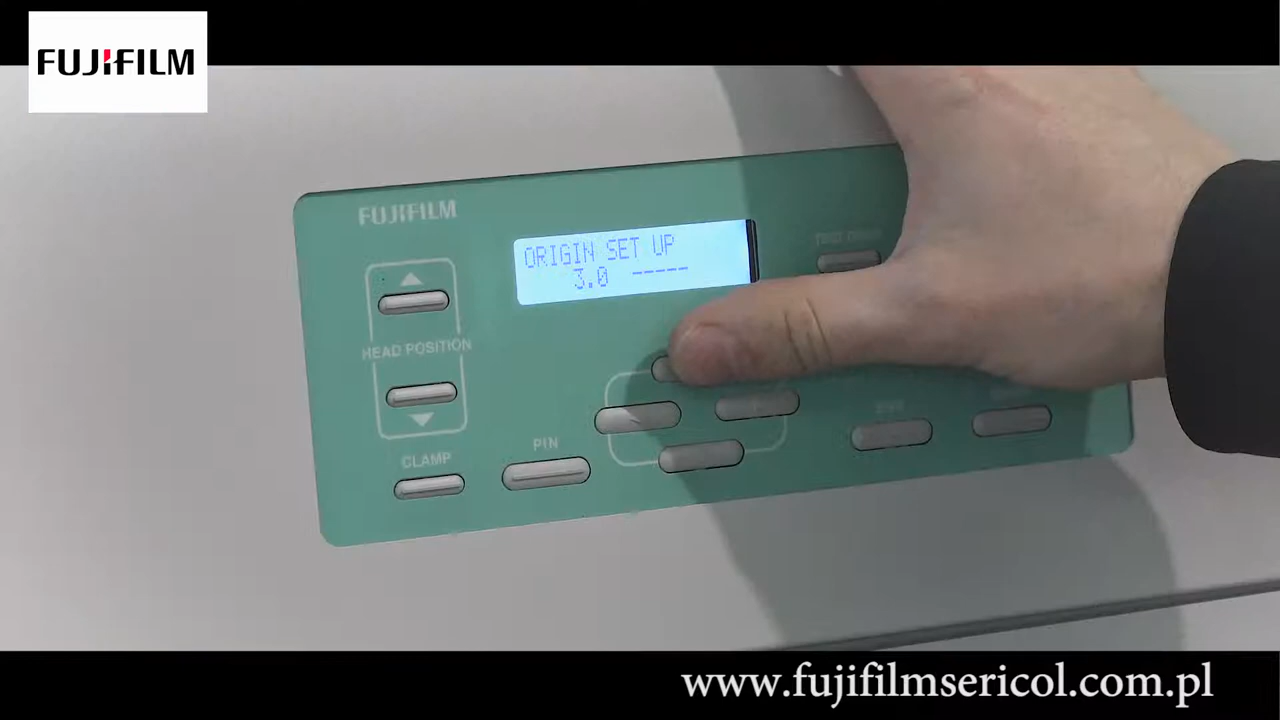 FUJIFILM
FUJIFILM
ORIGIN SET UP
3.0 -----
HEAD POSITION
PIN
CLAMP
www.fujifilmsericol.com.pl